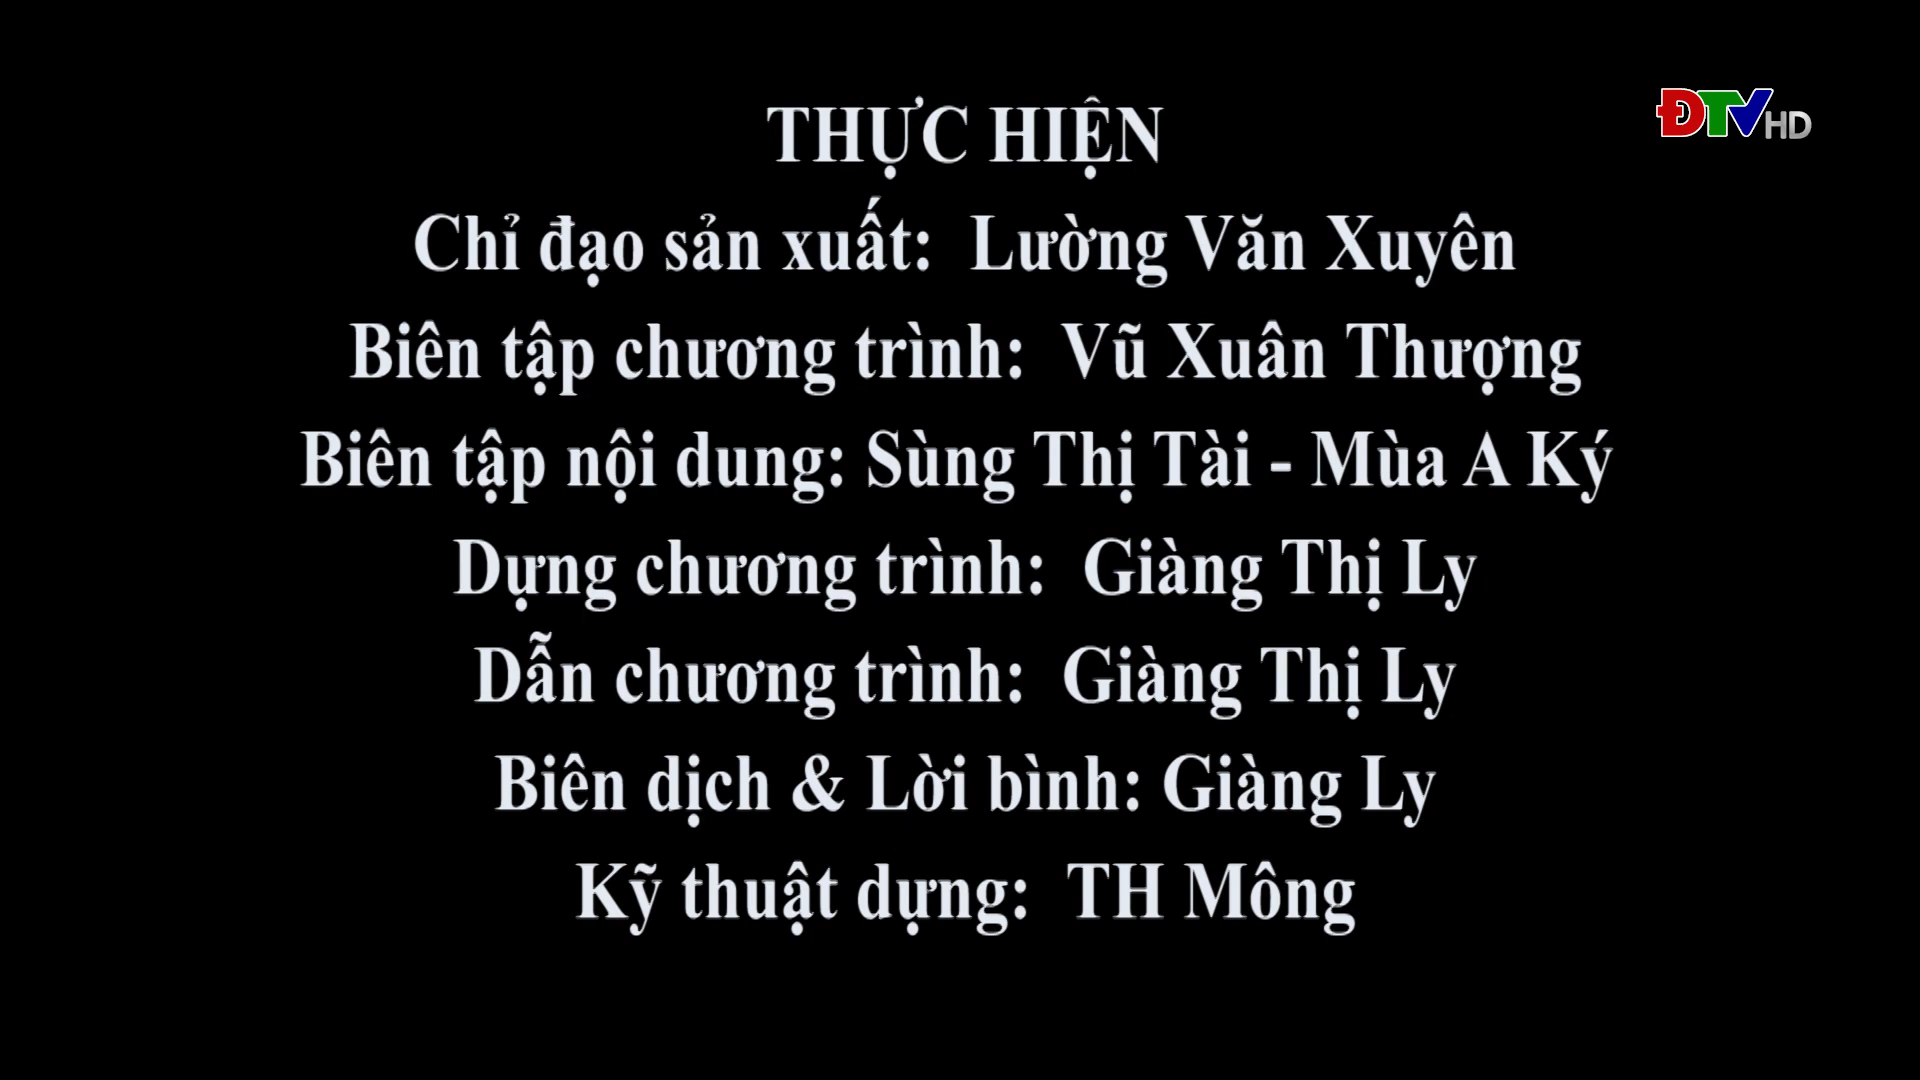 ĐTV HD
THỰC HIỆN
Chỉ đạo sản xuất: Lường Văn Xuyên
Biên tập chương trình: Vũ Xuân Thượng
Biên tập nội dung: Sùng Thị Tài - Mùa A Ký
Dựng chương trình: Giàng Thị Ly
Dẫn chương trình: Giàng Thị Ly
Biên dịch & Lời bình: Giàng Ly
Kỹ thuật dựng: TH Mông